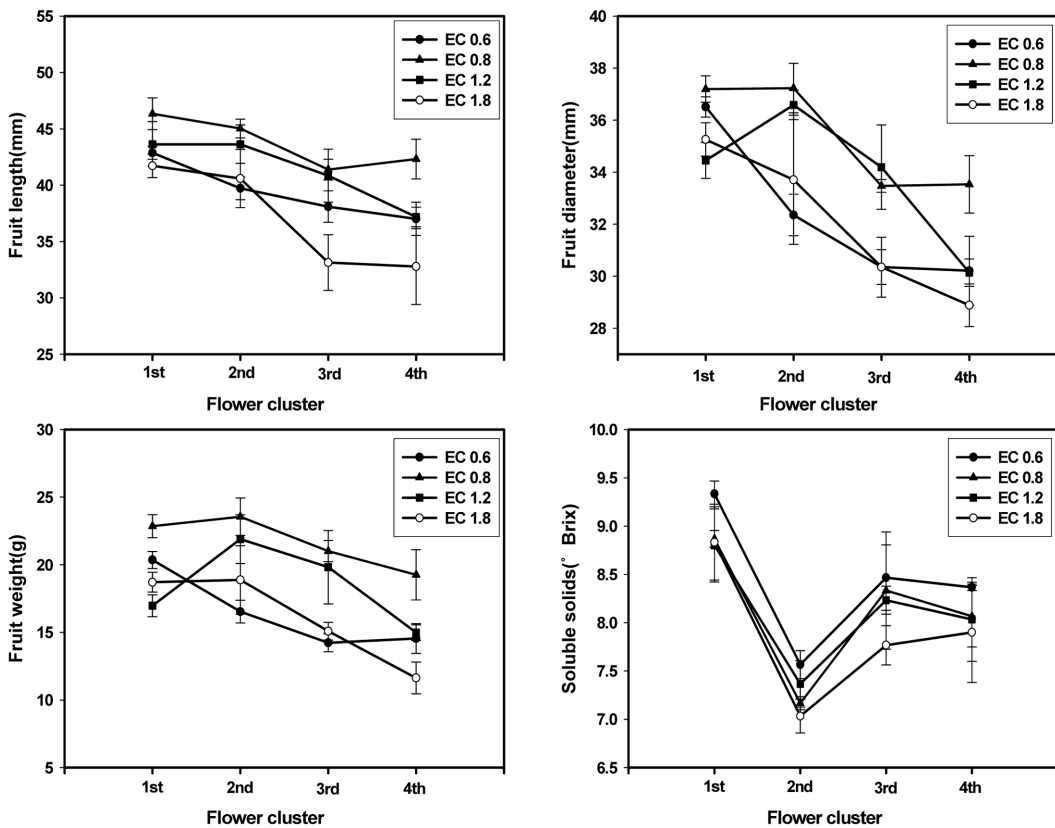 Fruit length(mm)
55
50
45
40
35
30
25
EC 0.6
EC 0.8
EC 1.2
EC 1.8
1st 2nd 3rd 4th
Flower cluster
Fruit diameter(mm)
40
38
36
34
32
30
28
EC 0.6
EC 0.8
EC 1.2
EC 1.8
1st 2nd 3rd 4th
Flower cluster
Fruit weight(g)
30
25
20
15
10
5
EC 0.6
EC 0.8
EC 1.2
EC 1.8
1st 2nd 3rd 4th
Flower cluster
Soluble solids(° Brix)
10.0
9.5
9.0
8.5
8.0
7.5
7.0
6.5
EC 0.6
EC 0.8
EC 1.2
EC 1.8
1st 2nd 3rd 4th
Flower cluster